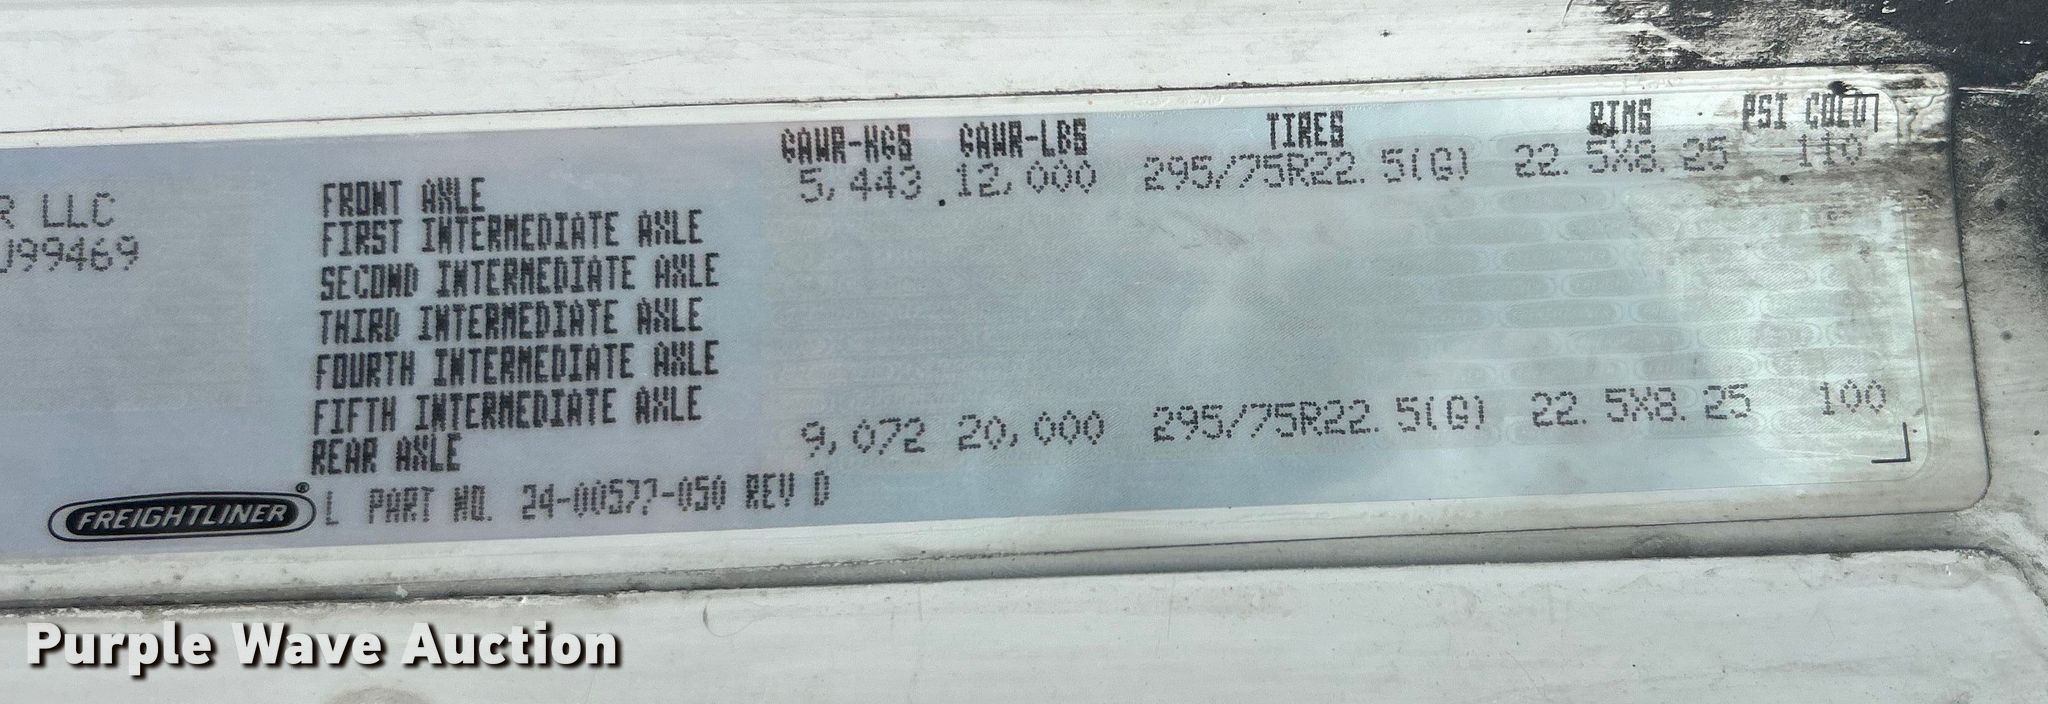 GAWR-KGS GAWR-LBS TIRES RIMS PSI COLD
FRONT AXLE 5,443 12,000 295/75R22.5(G) 22.5X8.25 110
R LLC
FIRST INTERMEDIATE AXLE
J99469
SECOND INTERMEDIATE AXLE
THIRD INTERMEDIATE AXLE
FOURTH INTERMEDIATE AXLE
FIFTH INTERMEDIATE AXLE
REAR AXLE 9,072 20,000 295/75R22.5(G) 22.5X8.25 100
FREIGHTLINER® L PART NO. 24-00577-050 REV D
Purple Wave Auction